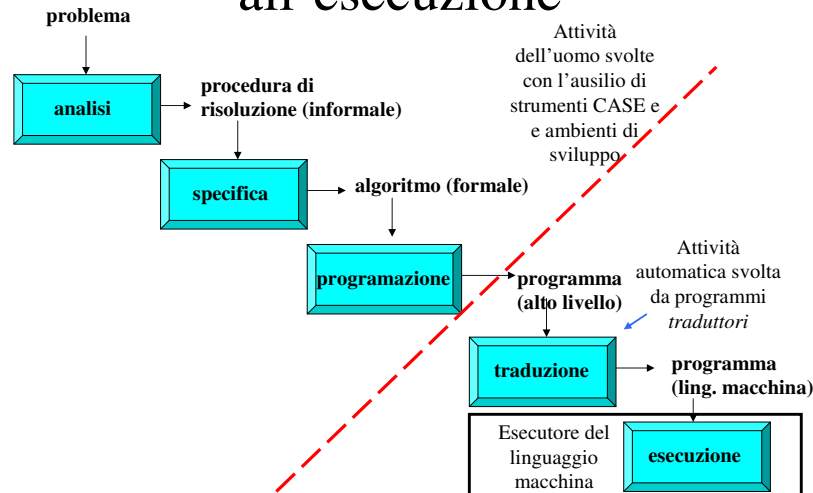 all'esecuzione
problema
Attività
dell'uomo svolte
con l'ausilio di
strumenti CASE e
e ambienti di
sviluppo
analisi
procedura di
risoluzione (informale)
specifica
algoritmo (formale)
programazione
programma
(alto livello)
Attività
automatica svolta
da programmi
traduttori
traduzione
programma
(ling. macchina)
Esecutore del
linguaggio
macchina
esecuzione